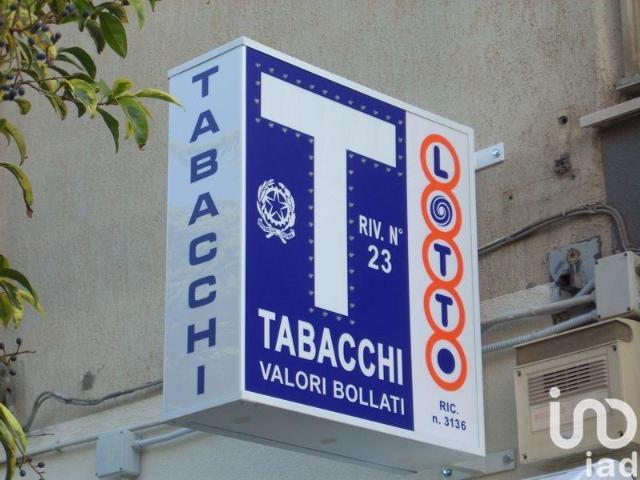 TABACCHI
T
RIV. N°
23
TABACCHI
VALORI BOLLATI
LOTTO
RIC.
n. 3136
iad